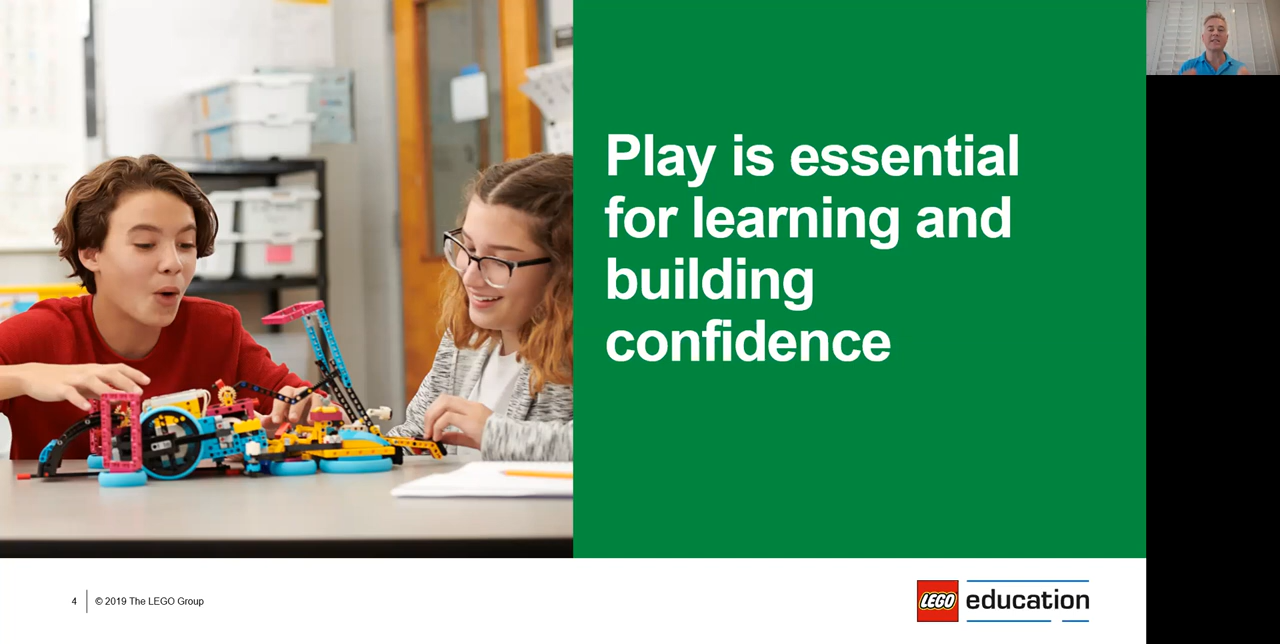 Play is essential
for learning and
building
confidence
4
© 2019 The LEGO Group
LEGO education